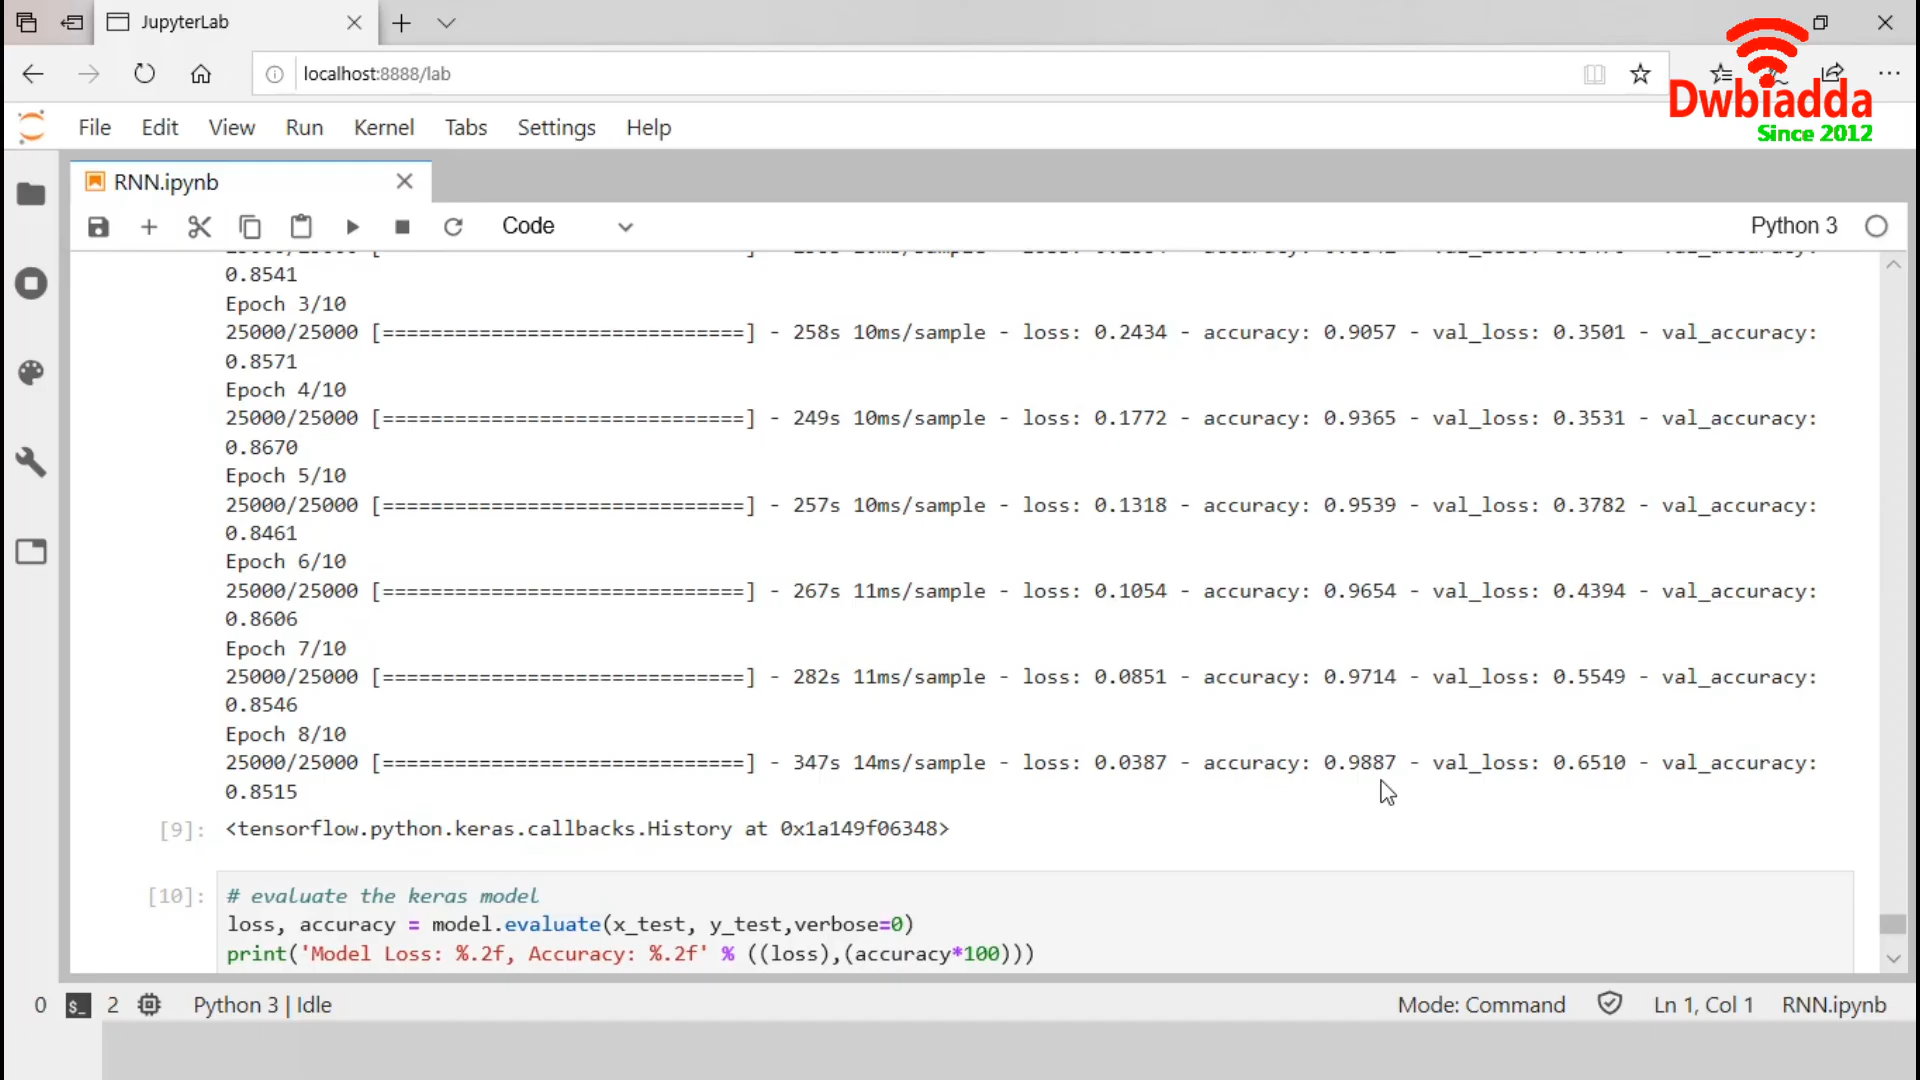 JupyterLab
localhost:8888/lab
Dwbiadda
Since 2012
File Edit View Run Kernel Tabs Settings Help
RNN.ipynb
Code
Python 3
0.8541
Epoch 3/10
25000/25000 [==============================] - 258s 10ms/sample - loss: 0.2434 - accuracy: 0.9057 - val_loss: 0.3501 - val_accuracy:
0.8571
Epoch 4/10
25000/25000 [==============================] - 249s 10ms/sample - loss: 0.1772 - accuracy: 0.9365 - val_loss: 0.3531 - val_accuracy:
0.8670
Epoch 5/10
25000/25000 [==============================] - 257s 10ms/sample - loss: 0.1318 - accuracy: 0.9539 - val_loss: 0.3782 - val_accuracy:
0.8461
Epoch 6/10
25000/25000 [==============================] - 267s 11ms/sample - loss: 0.1054 - accuracy: 0.9654 - val_loss: 0.4394 - val_accuracy:
0.8606
Epoch 7/10
25000/25000 [==============================] - 282s 11ms/sample - loss: 0.0851 - accuracy: 0.9714 - val_loss: 0.5549 - val_accuracy:
0.8546
Epoch 8/10
25000/25000 [==============================] - 347s 14ms/sample - loss: 0.0387 - accuracy: 0.9887 - val_loss: 0.6510 - val_accuracy:
0.8515
[9]: <tensorflow.python.keras.callbacks.History at 0x1a149f06348>
[10]: # evaluate the keras model
loss, accuracy = model.evaluate(x_test, y_test,verbose=0)
print('Model Loss: %.2f, Accuracy: %.2f' % ((loss),(accuracy*100)))
0 $_ 2 Python 3 | Idle Mode: Command Ln 1, Col 1 RNN.ipynb